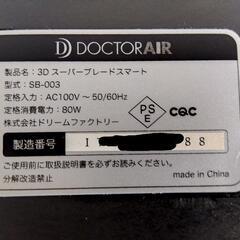 DOCTORAIR
製品名：3D スーパーブレードスマート
型式：SB-003
定格入力：AC100V～50/60Hz
定格消費電力：80W
株式会社ドリームファクトリー
PS
E
CQC
製造番号 I 88
ご使用前に取扱説明書を必ずお読みください。
分解改造禁止
made in China